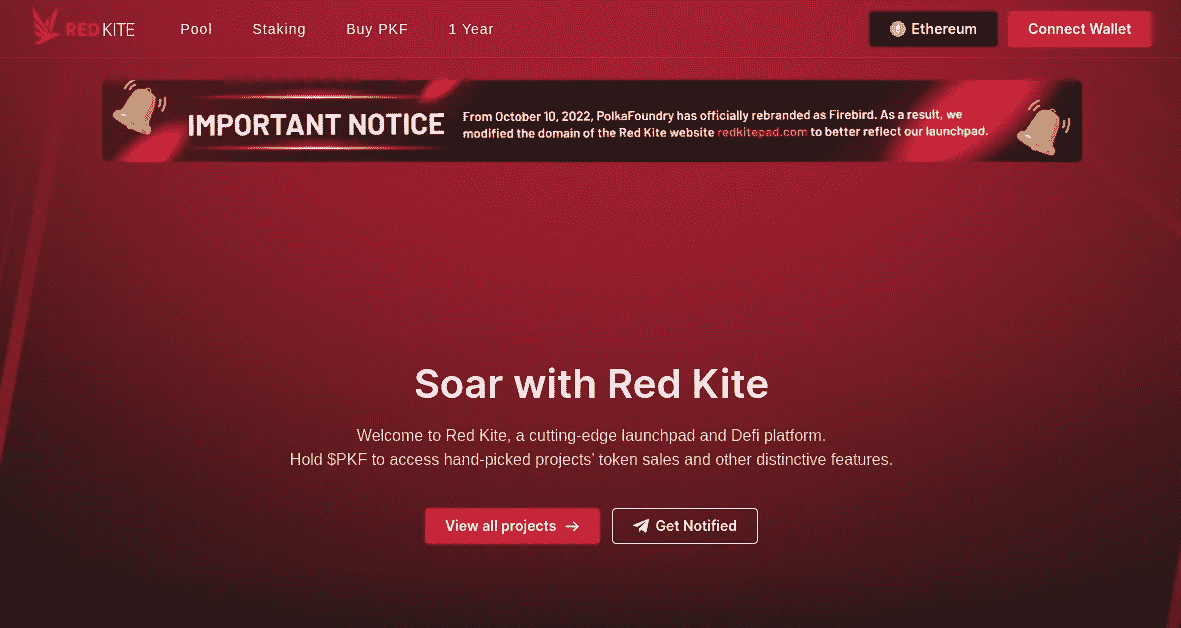 RED KITE
Pool
Staking
Buy PKF
1 Year
Ethereum
Connect Wallet
IMPORTANT NOTICE
From October 10, 2022, PolkaFoundry has officially rebranded as Firebird. As a result, we
modified the domain of the Red Kite website redkitepad.com to better reflect our launchpad.
Soar with Red Kite
Welcome to Red Kite, a cutting-edge launchpad and Defi platform.
Hold $PKF to access hand-picked projects' token sales and other distinctive features.
View all projects →
Get Notified